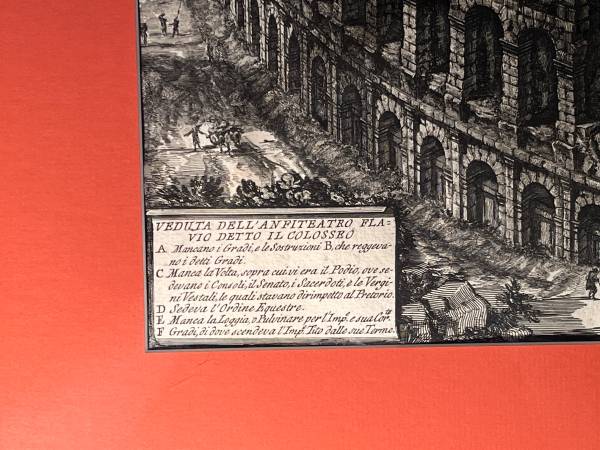 VEDUTA DELL'ANFITEATRO FLA-
VIO DETTO IL COLOSSEO
A Mancano i Gradi, e le Sostruzioni B, che reggeva-
no i detti Gradi.
C Manca la Volta, sopra cui vi era il Podio, ove se-
devano i Consoli, il Senato, i Sacerdoti, e le Vergi-
ni Vestali, le quali stavano dirimpetto al Pretorio.
D Sedeva l'Ordine Equestre.
E Manca la Loggia, o Pulvinare per l'Imp. e sua Corte
F Gradi, di dove scendeva l'Imp. Tito dalle sue Terme.